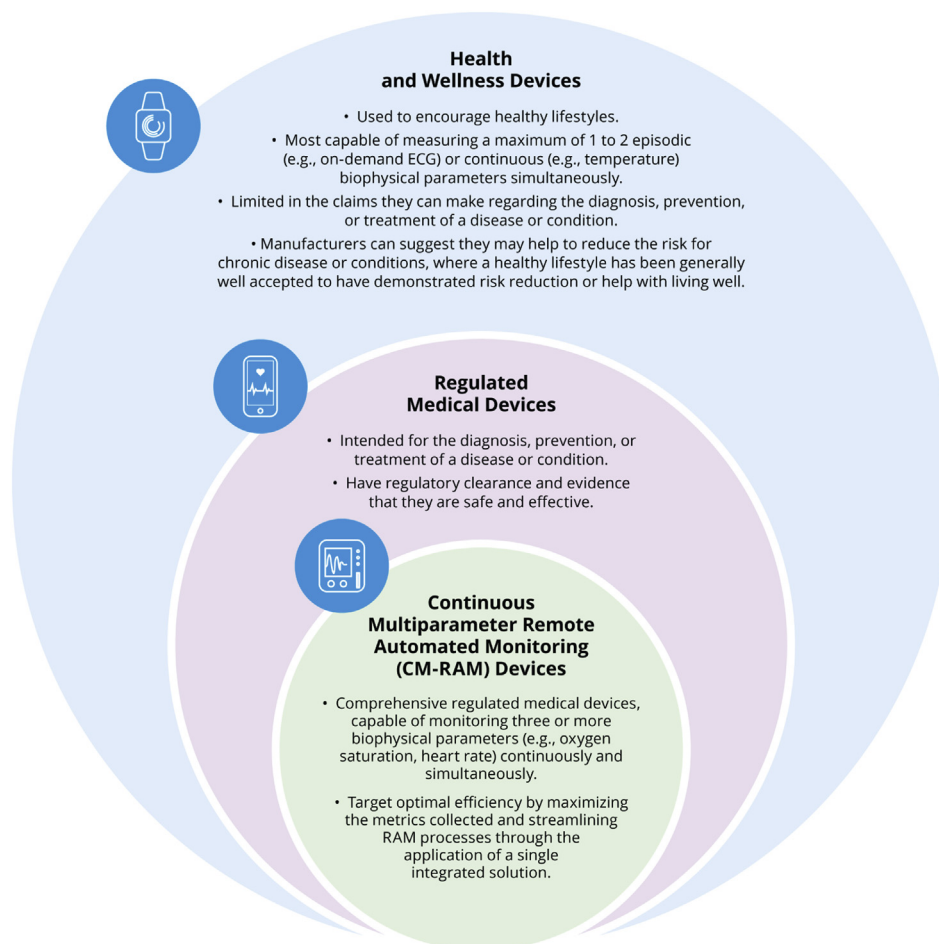 Health
and Wellness Devices
• Used to encourage healthy lifestyles.
• Most capable of measuring a maximum of 1 to 2 episodic
(e.g., on-demand ECG) or continuous (e.g., temperature)
biophysical parameters simultaneously.
• Limited in the claims they can make regarding the diagnosis, prevention,
or treatment of a disease or condition.
• Manufacturers can suggest they may help to reduce the risk for
chronic disease or conditions, where a healthy lifestyle has been generally
well accepted to have demonstrated risk reduction or help with living well.
Regulated
Medical Devices
• Intended for the diagnosis, prevention, or
treatment of a disease or condition.
• Have regulatory clearance and evidence
that they are safe and effective.
Continuous
Multiparameter Remote
Automated Monitoring
(CM-RAM) Devices
• Comprehensive regulated medical devices,
capable of monitoring three or more
biophysical parameters (e.g., oxygen
saturation, heart rate) continuously and
simultaneously.
• Target optimal efficiency by maximizing
the metrics collected and streamlining
RAM processes through the
application of a single
integrated solution.